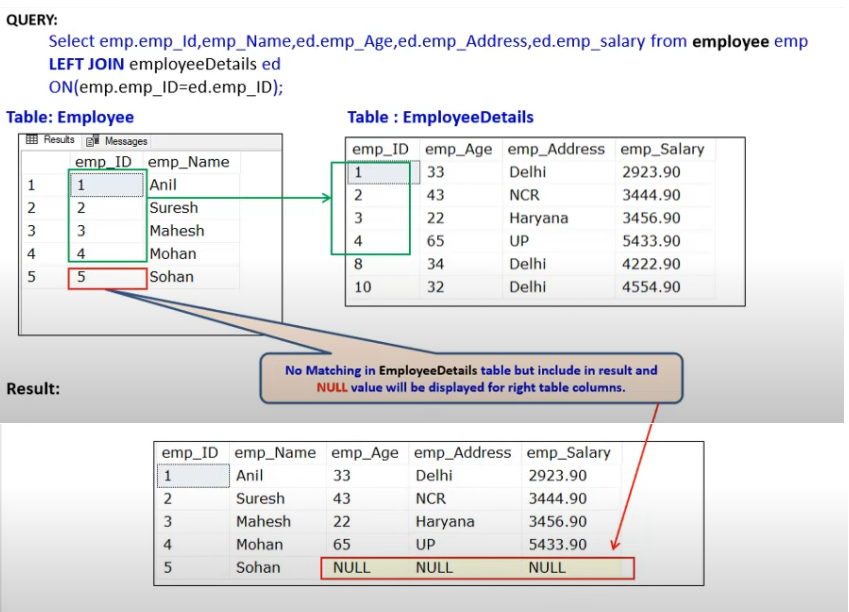 QUERY:
Select emp.emp_Id,emp_Name,ed.emp_Age,ed.emp_Address,ed.emp_salary from employee emp
LEFT JOIN employeeDetails ed
ON(emp.emp_ID=ed.emp_ID);
Table: Employee
Results Messages
emp_ID emp_Name
1 1 Anil
2 2 Suresh
3 3 Mahesh
4 4 Mohan
5 5 Sohan
Table : EmployeeDetails
emp_ID emp_Age emp_Address emp_Salary
1 33 Delhi 2923.90
2 43 NCR 3444.90
3 22 Haryana 3456.90
4 65 UP 5433.90
8 34 Delhi 4222.90
10 32 Delhi 4554.90
No Matching in EmployeeDetails table but include in result and
NULL value will be displayed for right table columns.
Result:
emp_ID emp_Name emp_Age emp_Address emp_Salary
1 Anil 33 Delhi 2923.90
2 Suresh 43 NCR 3444.90
3 Mahesh 22 Haryana 3456.90
4 Mohan 65 UP 5433.90
5 Sohan NULL NULL NULL